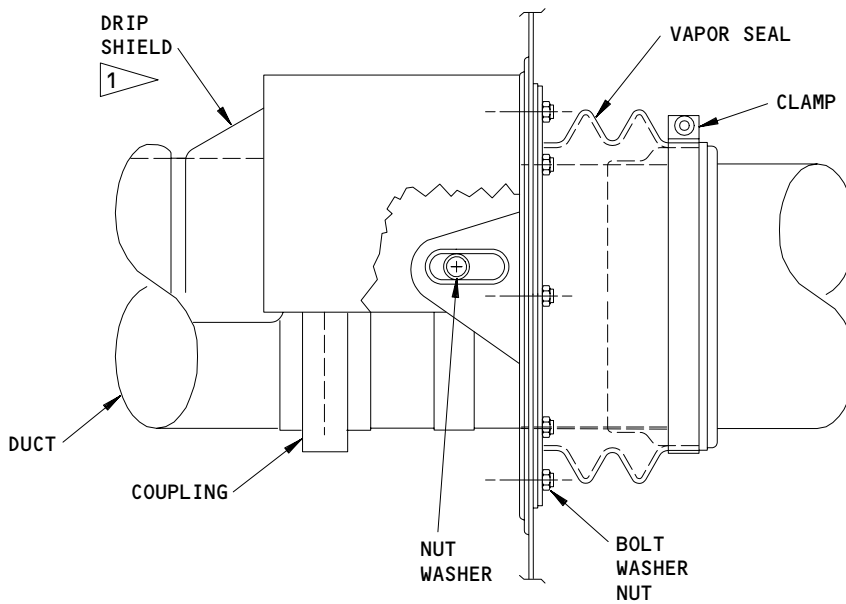 DRIP
SHIELD
1
VAPOR SEAL
CLAMP
DUCT
COUPLING
NUT
WASHER
BOLT
WASHER
NUT